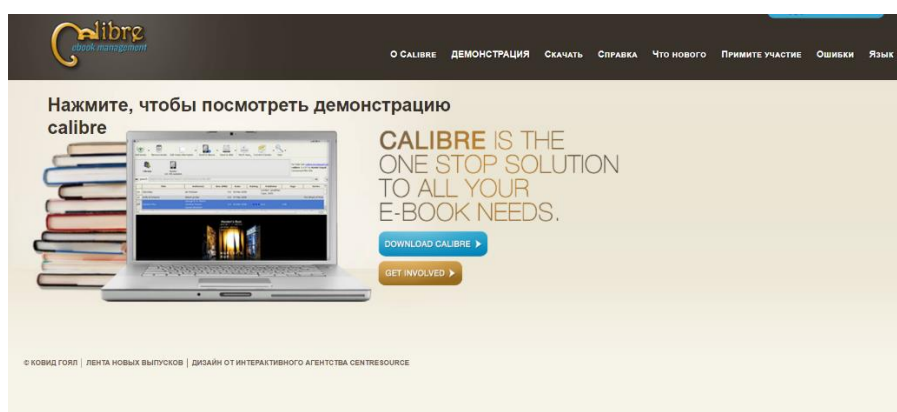 Calibre
ebook management
О CALIBRE ДЕМОНСТРАЦИЯ СКАЧАТЬ СПРАВКА ЧТО НОВОГО ПРИМИТЕ УЧАСТИЕ ОШИБКИ ЯЗЫК
Нажмите, чтобы посмотреть демонстрацию
calibre
CALIBRE IS THE
ONE STOP SOLUTION
TO ALL YOUR
E-BOOK NEEDS.
DOWNLOAD CALIBRE
GET INVOLVED
© КОВИД ГОЯЛ | ЛЕНТА НОВЫХ ВЫПУСКОВ | ДИЗАЙН ОТ ИНТЕРАКТИВНОГО АГЕНТСТВА CENTRESOURCE